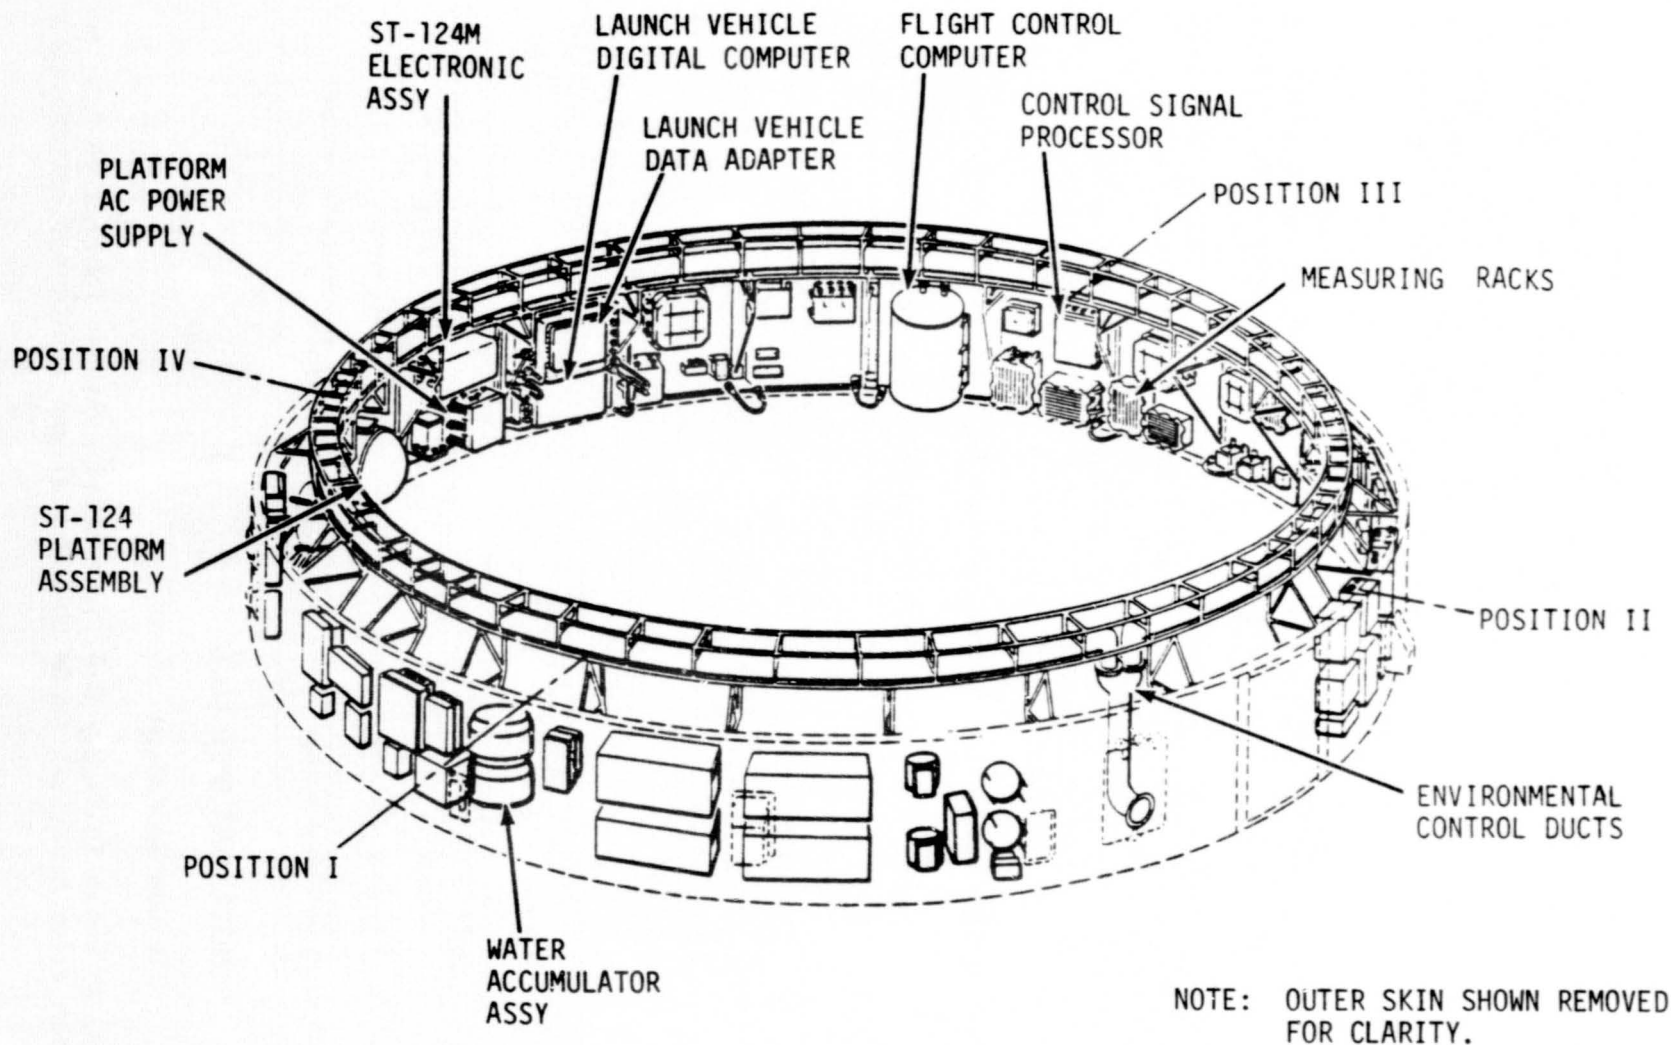 ST-124M
ELECTRONIC
ASSY
LAUNCH VEHICLE
DIGITAL COMPUTER
FLIGHT CONTROL
COMPUTER
LAUNCH VEHICLE
DATA ADAPTER
CONTROL SIGNAL
PROCESSOR
PLATFORM
AC POWER
SUPPLY
POSITION III
MEASURING RACKS
POSITION IV
ST-124
PLATFORM
ASSEMBLY
POSITION II
ENVIRONMENTAL
CONTROL DUCTS
POSITION I
WATER
ACCUMULATOR
ASSY
NOTE: OUTER SKIN SHOWN REMOVED
FOR CLARITY.